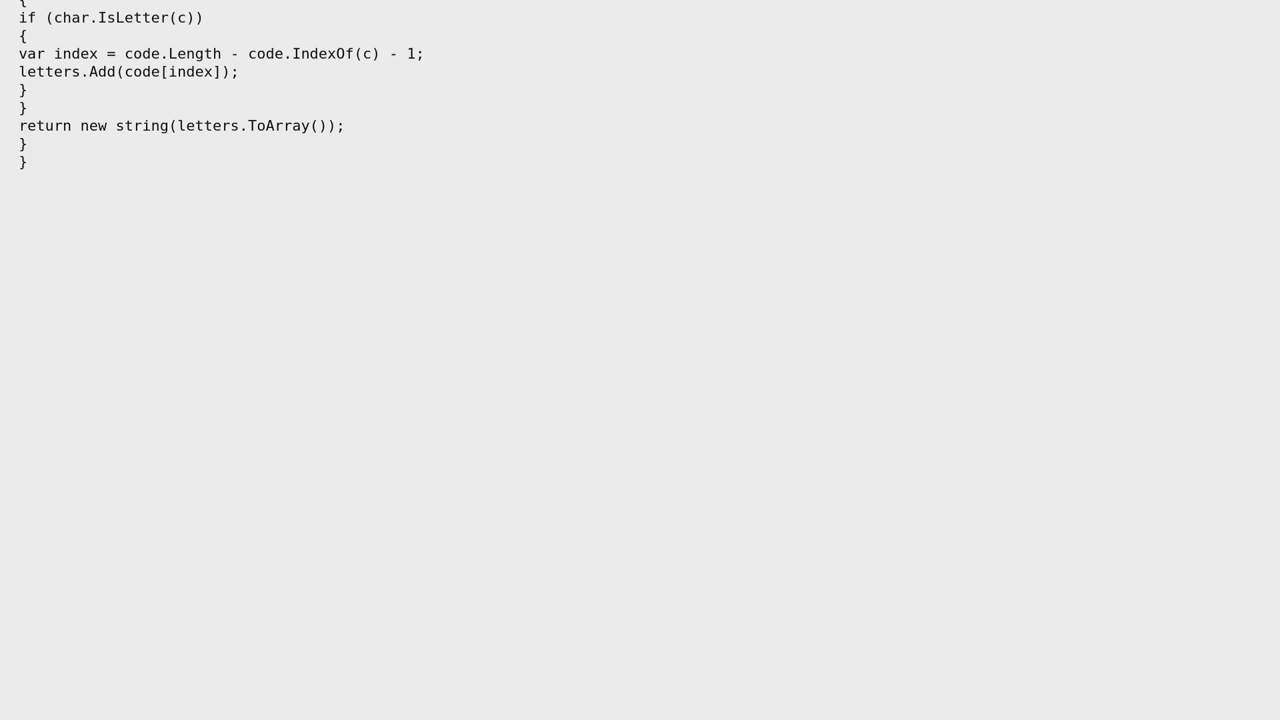 {
if (char.IsLetter(c))
{
var index = code.Length - code.IndexOf(c) - 1;
letters.Add(code[index]);
}
}
return new string(letters.ToArray());
}
}